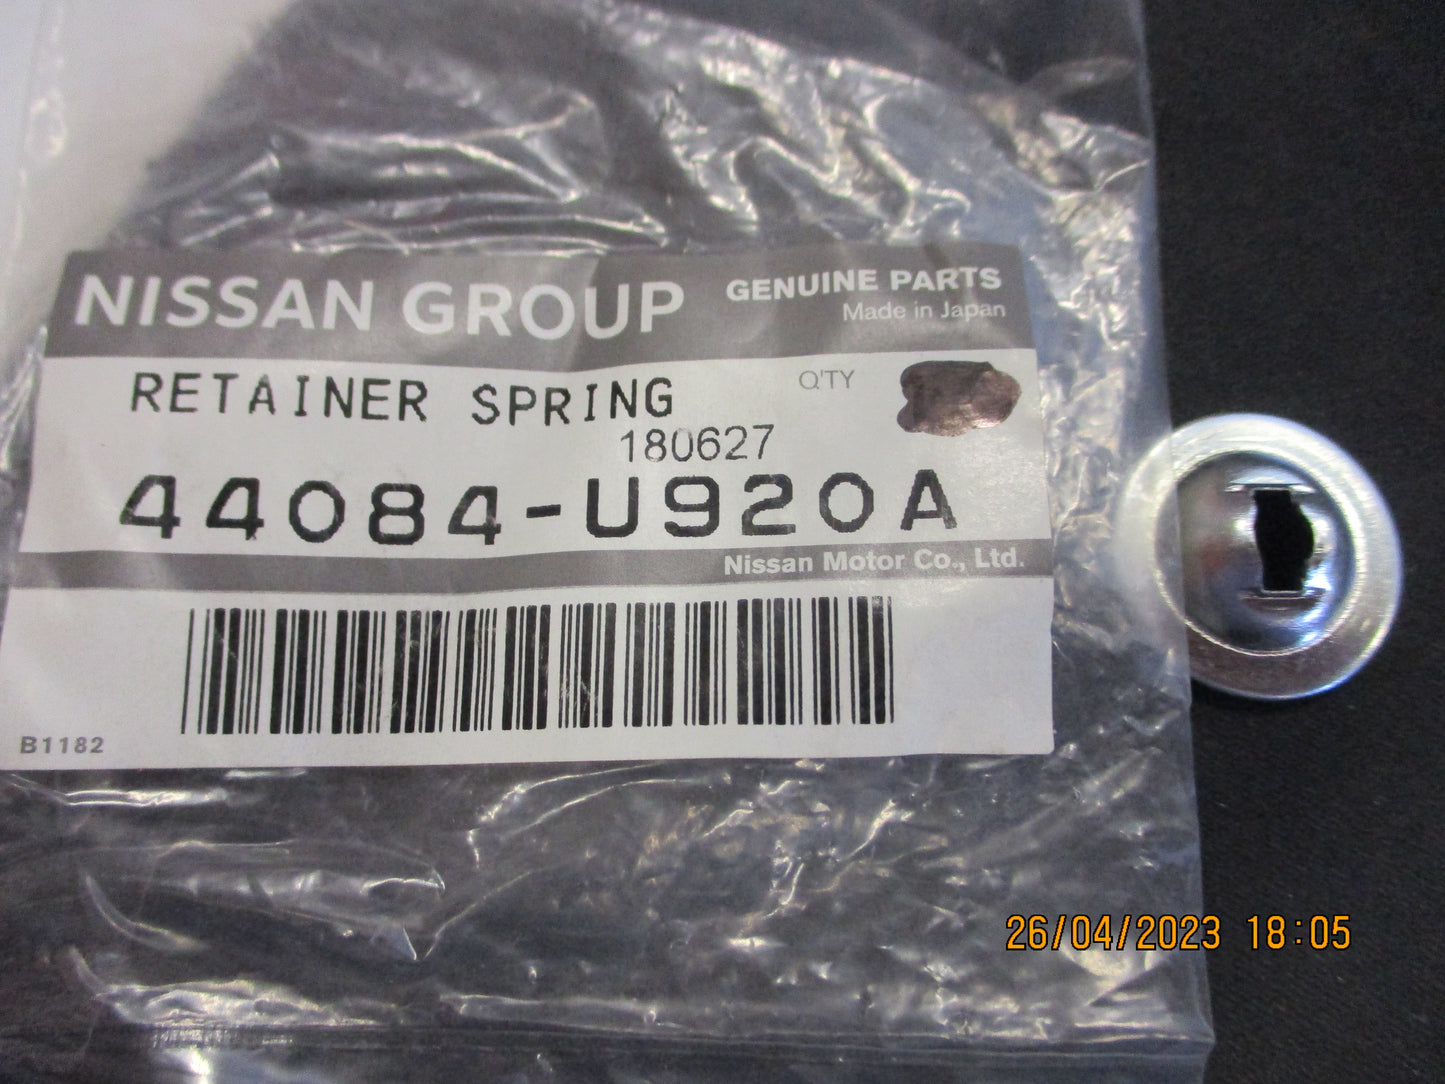 NISSAN GROUP
GENUINE PARTS
Made in Japan
RETAINER SPRING
Q'TY
180627
44084-U920A
Nissan Motor Co., Ltd.
B1182
26/04/2023 18:05